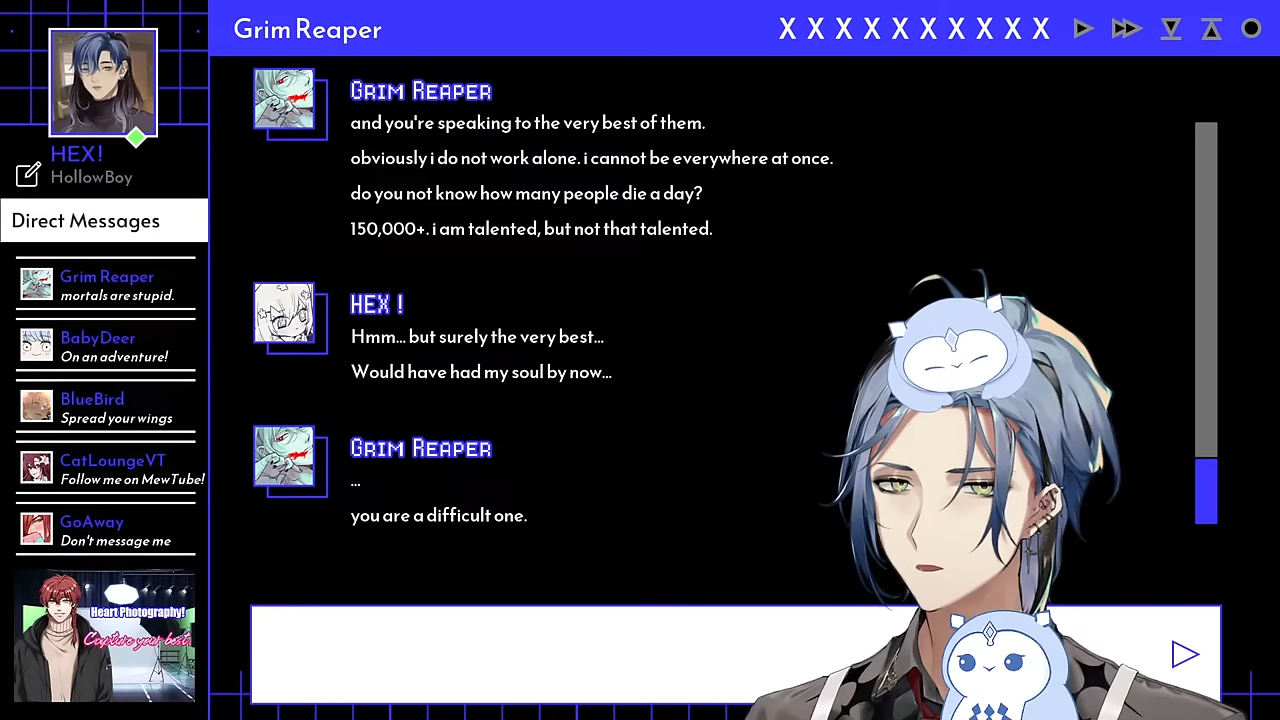 Grim Reaper
X X X X X X X X X X
HEX!
HollowBoy
Direct Messages
Grim Reaper
mortals are stupid.
BabyDeer
On an adventure!
BlueBird
Spread your wings
CatLoungeVT
Follow me on MewTube!
GoAway
Don't message me
Heart Photography!
Capture your best
Grim Reaper
and you're speaking to the very best of them.
obviously i do not work alone. i cannot be everywhere at once.
do you not know how many people die a day?
150,000+. i am talented, but not that talented.
HEX !
Hmm... but surely the very best...
Would have had my soul by now...
Grim Reaper
...
you are a difficult one.